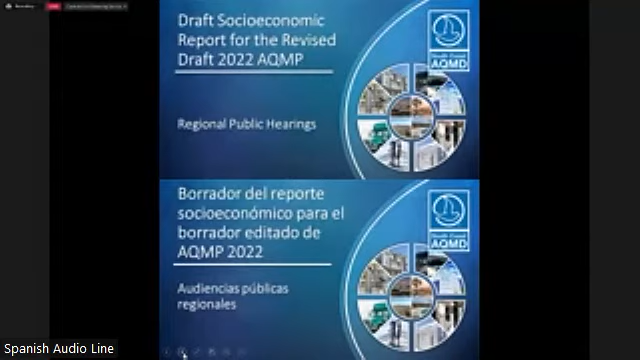 Draft Socioeconomic
Report for the Revised
Draft 2022 AQMP
Regional Public Hearings
South Coast
AQMD
Borrador del reporte
socioeconómico para el
borrador editado de
AQMP 2022
Audiencias públicas
regionales
South Coast
AQMD
Spanish Audio Line